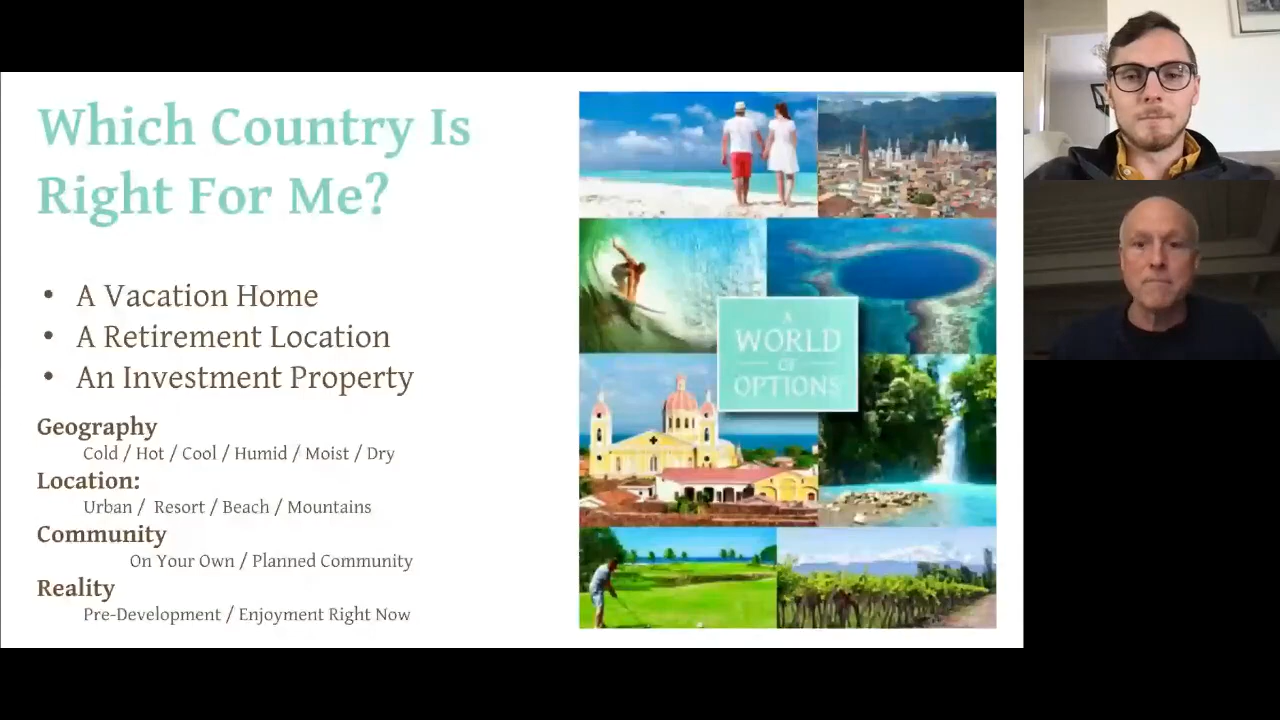 Which Country Is
Right For Me?
• A Vacation Home
• A Retirement Location
• An Investment Property
Geography
Cold / Hot / Cool / Humid / Moist / Dry
Location:
Urban / Resort / Beach / Mountains
Community
On Your Own / Planned Community
Reality
Pre-Development / Enjoyment Right Now
A
WORLD
OF
OPTIONS